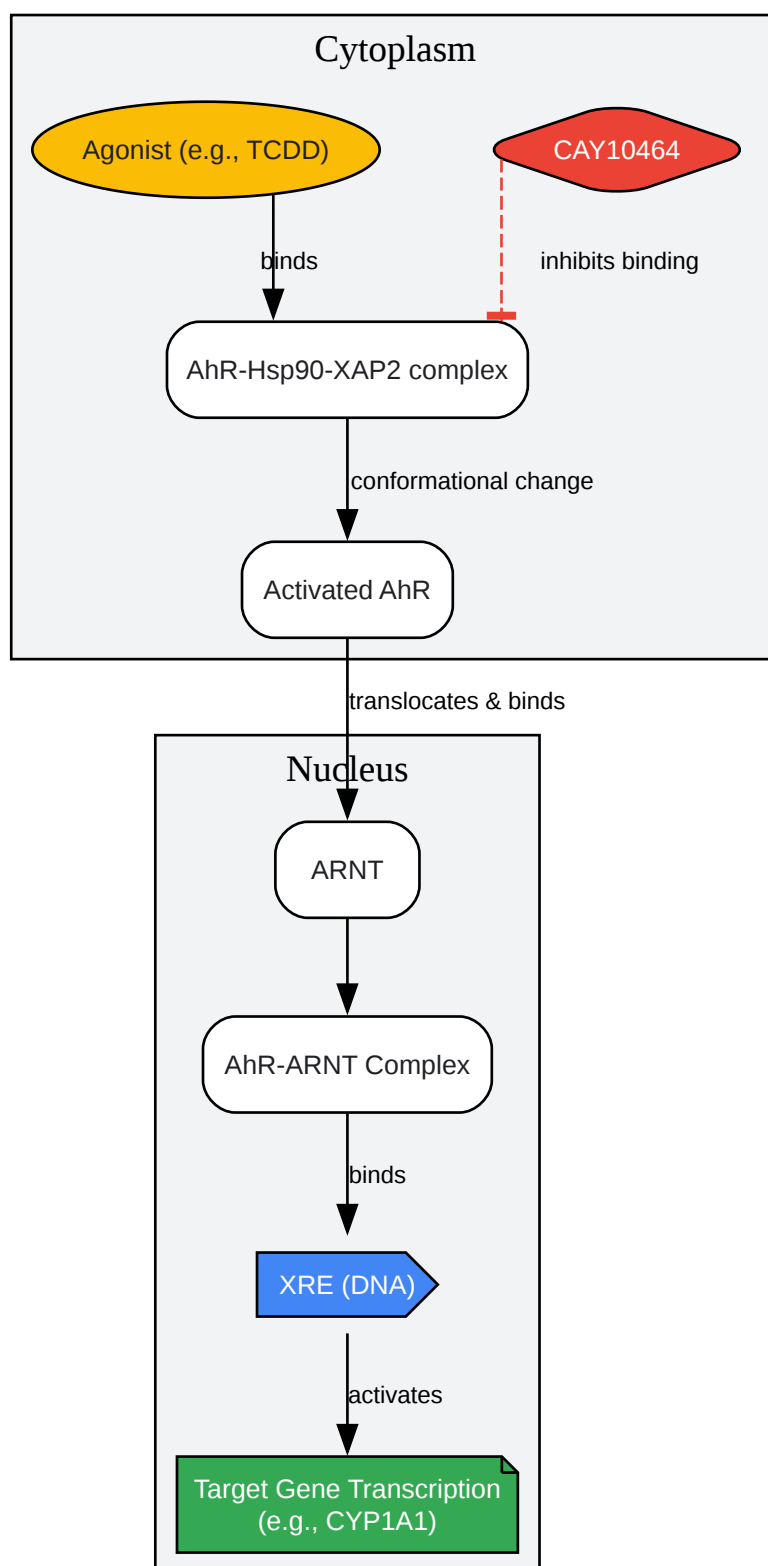 Cytoplasm
Agonist (e.g., TCDD)
CAY10464
binds
inhibits binding
AhR-Hsp90-XAP2 complex
conformational change
Activated AhR
translocates & binds
Nucleus
ARNT
AhR-ARNT Complex
binds
XRE (DNA)
activates
Target Gene Transcription
(e.g., CYP1A1)